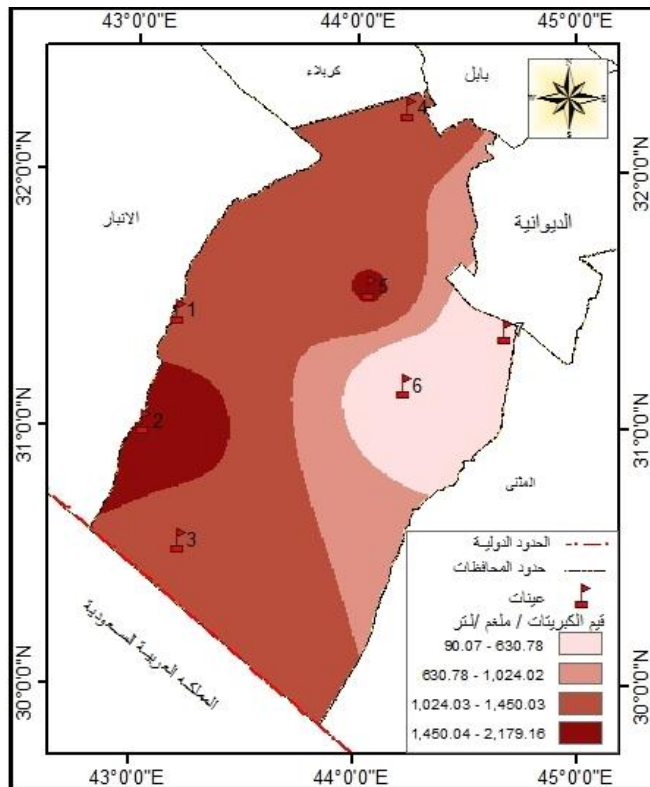 43°0'0"E 44°0'0"E 45°0'0"E
N
W E
S
كربلاء
بابل
4
32°0'0"N
32°0'0"N
الانبار
الديوانية
5
1
7
6
31°0'0"N
31°0'0"N
2
المثنى
3
الحدود الدولية
حدود المحافظات
عينات
قيم الكبريتات / ملغم /لتر
90.07 - 630.78
630.78 - 1,024.02
1,024.03 - 1,450.03
1,450.04 - 2,179.16
المملكه العربية السعودية
30°0'0"N
30°0'0"N
43°0'0"E 44°0'0"E 45°0'0"E